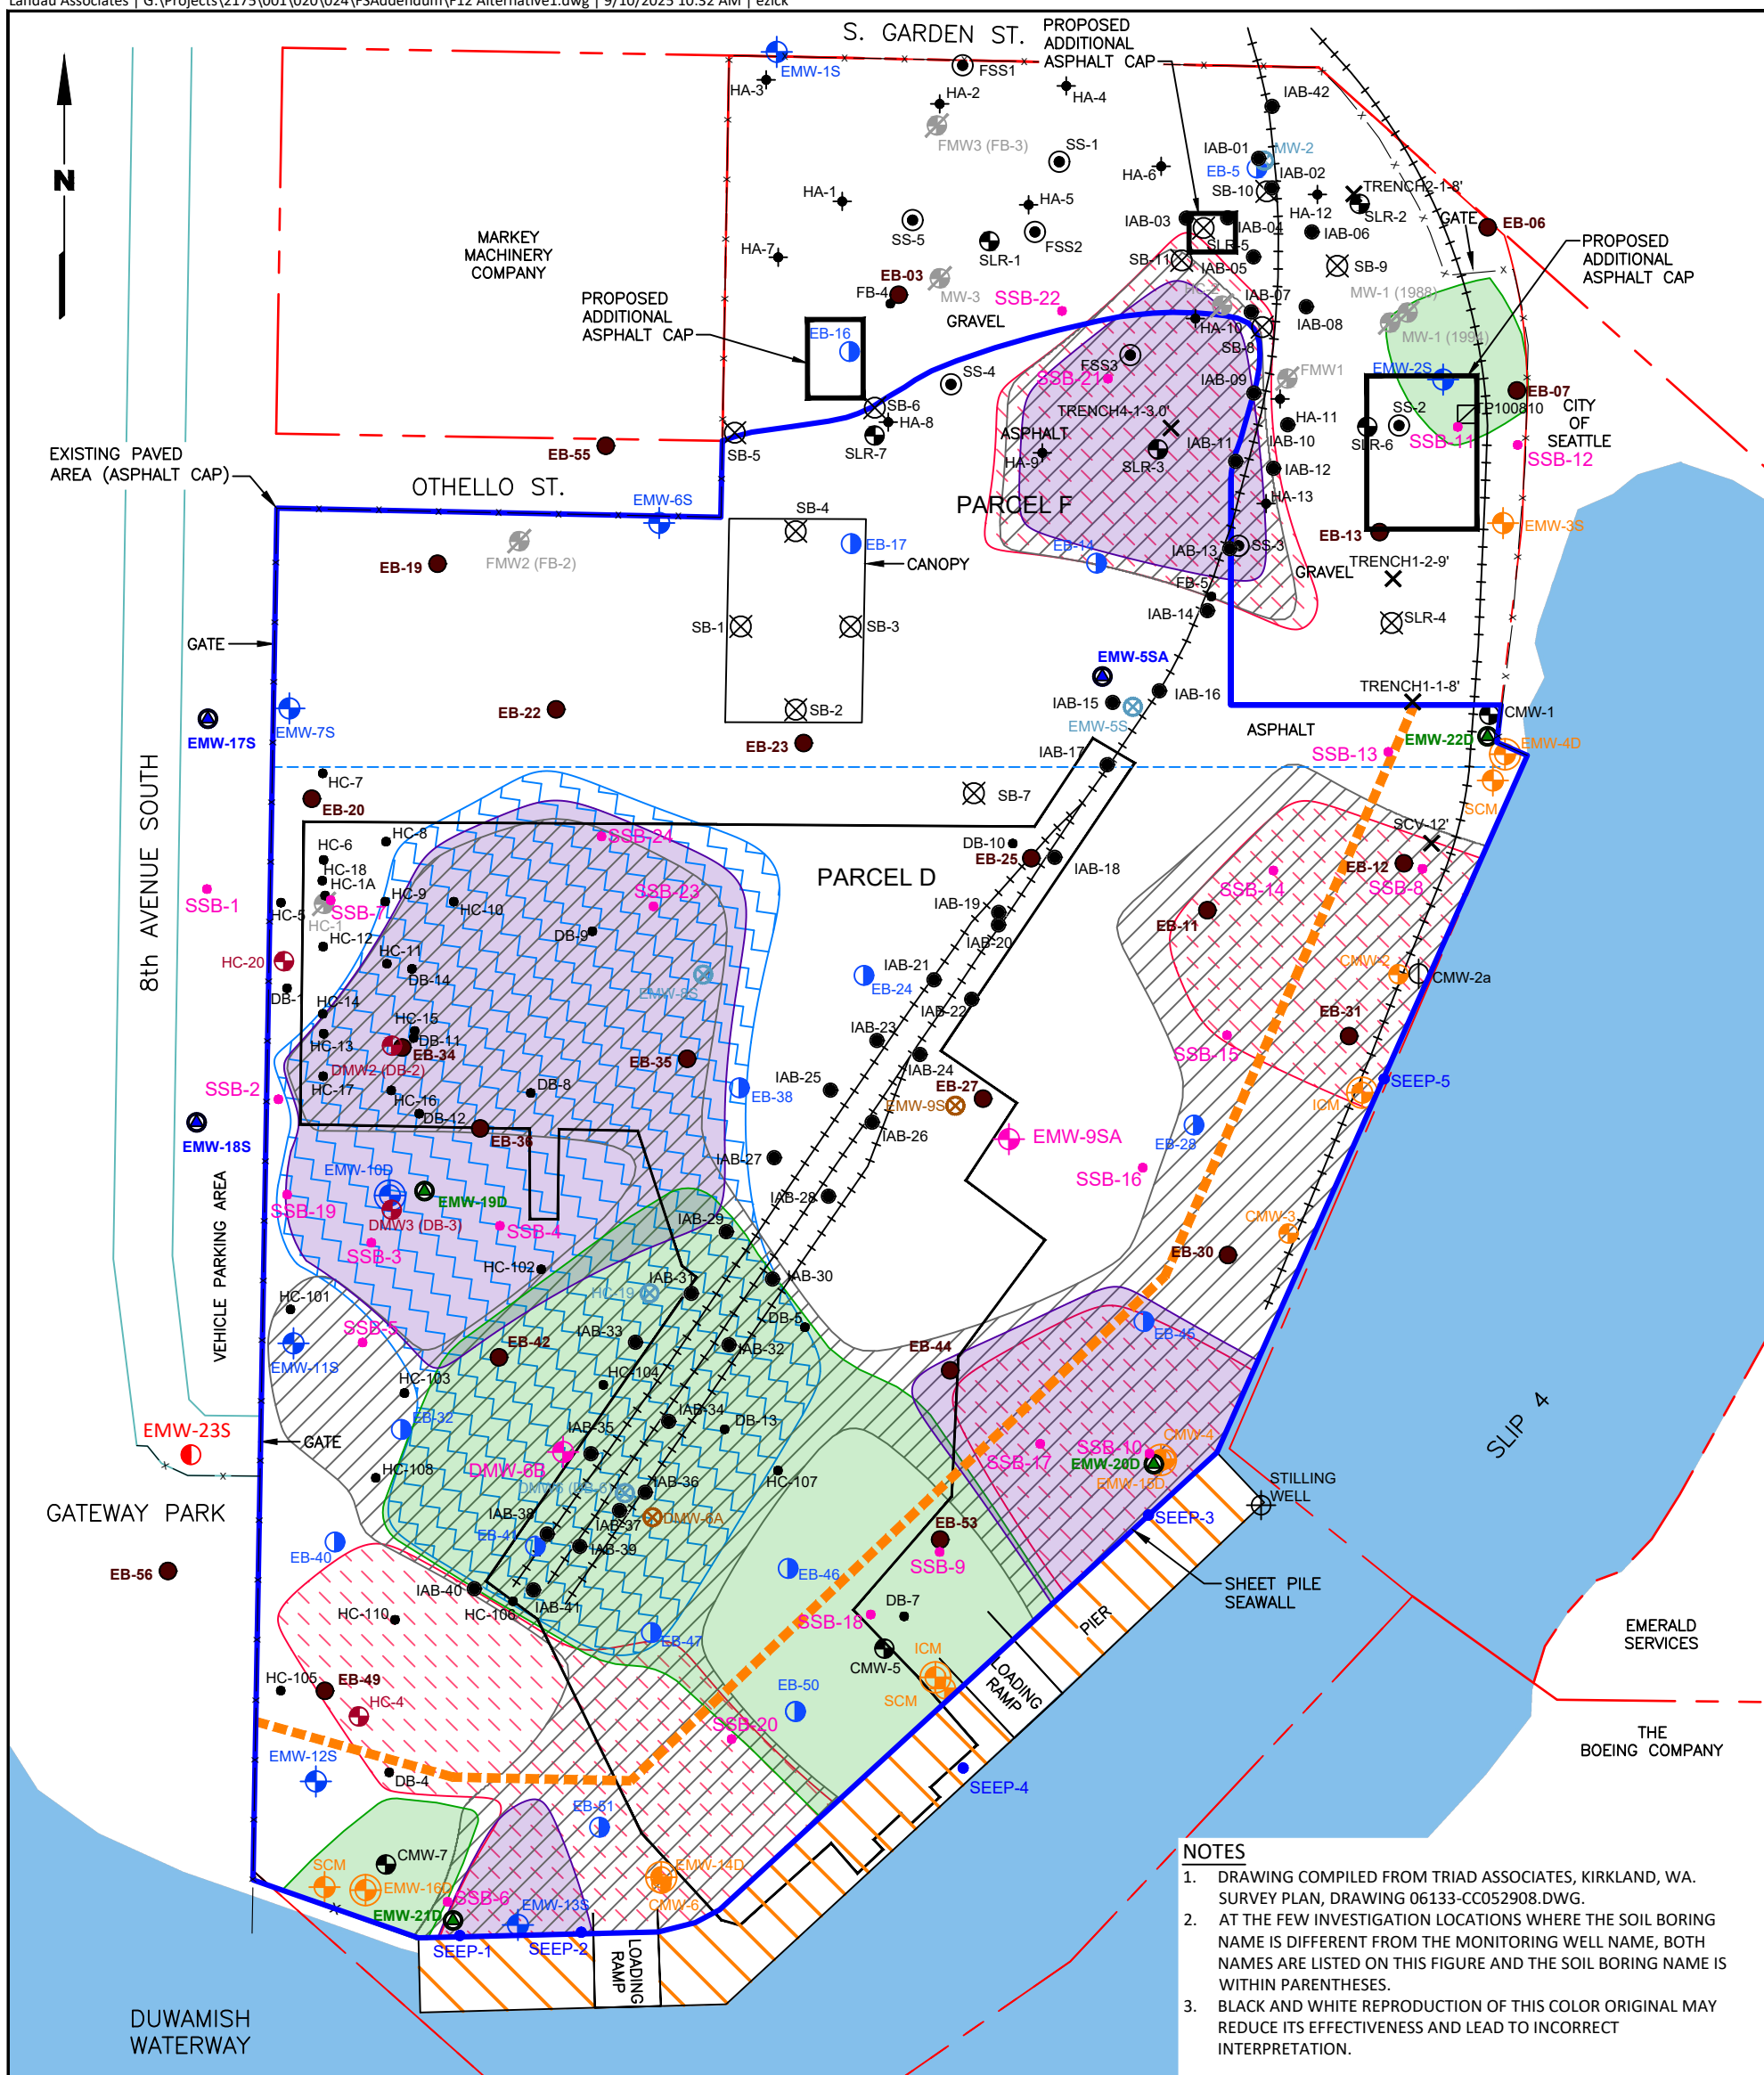 Landau Associates | G:\Projects\2175\001\020\024\FSAddendum\F12 Alternative1.dwg | 9/10/2025 10:32 AM | ezick
S. GARDEN ST.
PROPOSED
ADDITIONAL
ASPHALT CAP
EMW-1S
FSS1
HA-3
HA-2
HA-4
IAB-42
FMW3 (FB-3)
SS-1
IAB-01
MW-2
HA-6
EB-5
IAB-02
SB-10
TRENCH2-1-8'
N
HA-1
HA-5
HA-12
SLR-2
GATE
EB-06
SS-5
FSS2
IAB-03
IAB-04
IAB-06
MARKEY
MACHINERY
COMPANY
HA-7
SLR-1
SLR-5
SB-11
IAB-05
SB-9
PROPOSED
ADDITIONAL
ASPHALT CAP
EB-03
FB-4
MW-3
SSB-22
HC-2
IAB-07
MW-1 (1988)
PROPOSED
ADDITIONAL
ASPHALT CAP
EB-16
GRAVEL
HA-10
IAB-08
MW-1 (1994)
SB-8
FSS3
SS-4
SSB-21
IAB-09
FMW1
EMW-2S
EB-07
SB-6
HA-8
TRENCH4-1-3.0'
HA-11
SS-2
TP100810
CITY
OF
SEATTLE
SB-5
SLR-7
ASPHALT
HA-9
SLR-3
IAB-11
IAB-10
SLR-6
SSB-11
SSB-12
EXISTING PAVED
AREA (ASPHALT CAP)
EB-55
IAB-12
OTHELLO ST.
EMW-6S
SB-4
PARCEL F
HA-13
EMW-3S
FMW2 (FB-2)
EB-17
EB-14
IAB-13
SS-3
EB-13
TRENCH1-2-9'
EB-19
CANOPY
GRAVEL
FB-5
IAB-14
SLR-4
GATE
SB-1
SB-3
EMW-5SA
TRENCH1-1-8'
IAB-15
IAB-16
EMW-17S
EMW-7S
EB-22
SB-2
EMW-5S
ASPHALT
CMW-1
EMW-22D
EB-23
IAB-17
SSB-13
EMW-4D
HC-7
EB-20
SB-7
SCM
8th AVENUE SOUTH
HC-6
HC-8
SSB-24
DB-10
SCV-12'
HC-18
EB-25
EB-12
HC-1A
PARCEL D
IAB-18
SSB-14
SSB-8
SSB-1
HC-5
SSB-7
HC-9
HC-10
SSB-23
IAB-19
EB-11
HC-1
HC-12
DB-9
IAB-20
HC-20
HC-11
DB-14
IAB-21
CMW-2
CMW-2a
DB-1
EMW-8S
EB-24
HC-14
IAB-22
HC-15
IAB-23
EB-31
HC-13
DB-11
EB-34
EB-35
IAB-24
SSB-15
DMW2 (DB-2)
SSB-2
HC-17
HC-16
DB-8
EB-38
IAB-25
EB-27
SEEP-5
DB-12
EMW-9S
ICM
EMW-18S
EB-36
IAB-26
EMW-9SA
EB-28
IAB-27
EMW-10D
SSB-16
VEHICLE PARKING AREA
EMW-19D
IAB-28
SSB-19
DMW3 (DB-3)
SSB-4
IAB-29
CMW-3
SSB-3
HC-102
EB-30
HC-101
HC-19
IAB-31
IAB-30
SSB-5
IAB-33
DB-5
EB-45
EMW-11S
EB-42
IAB-32
EB-44
HC-103
HC-104
EB-32
IAB-34
DB-13
EMW-23S
GATE
IAB-35
CMW-4
SLIP 4
HC-108
DMW-6B
HC-107
SSB-17
SSB-10
EMW-20D
EMW-15D
STILLING
WELL
IAB-36
GATEWAY PARK
IAB-38
IAB-37
DMW-6A
SEEP-3
EB-40
EB-41
IAB-39
EB-53
SSB-9
EB-56
EB-46
IAB-40
HC-106
IAB-41
SHEET PILE
SEAWALL
HC-110
SSB-18
DB-7
PIER
EB-47
EMERALD
SERVICES
CMW-5
ICM
HC-105
EB-49
SCM
LOADING
RAMP
HC-4
EB-50
SSB-20
THE
BOEING COMPANY
EMW-12S
DB-4
SEEP-4
EB-51
CMW-7
SCM
EMW-16D
EMW-14D
SSB-6
CMW-6
EMW-21D
EMW-13S
SEEP-1
SEEP-2
LOADING
RAMP
DUWAMISH
WATERWAY
NOTES
1. DRAWING COMPILED FROM TRIAD ASSOCIATES, KIRKLAND, WA.
SURVEY PLAN, DRAWING 06133-CC052908.DWG.
2. AT THE FEW INVESTIGATION LOCATIONS WHERE THE SOIL BORING
NAME IS DIFFERENT FROM THE MONITORING WELL NAME, BOTH
NAMES ARE LISTED ON THIS FIGURE AND THE SOIL BORING NAME IS
WITHIN PARENTHESES.
3. BLACK AND WHITE REPRODUCTION OF THIS COLOR ORIGINAL MAY
REDUCE ITS EFFECTIVENESS AND LEAD TO INCORRECT
INTERPRETATION.